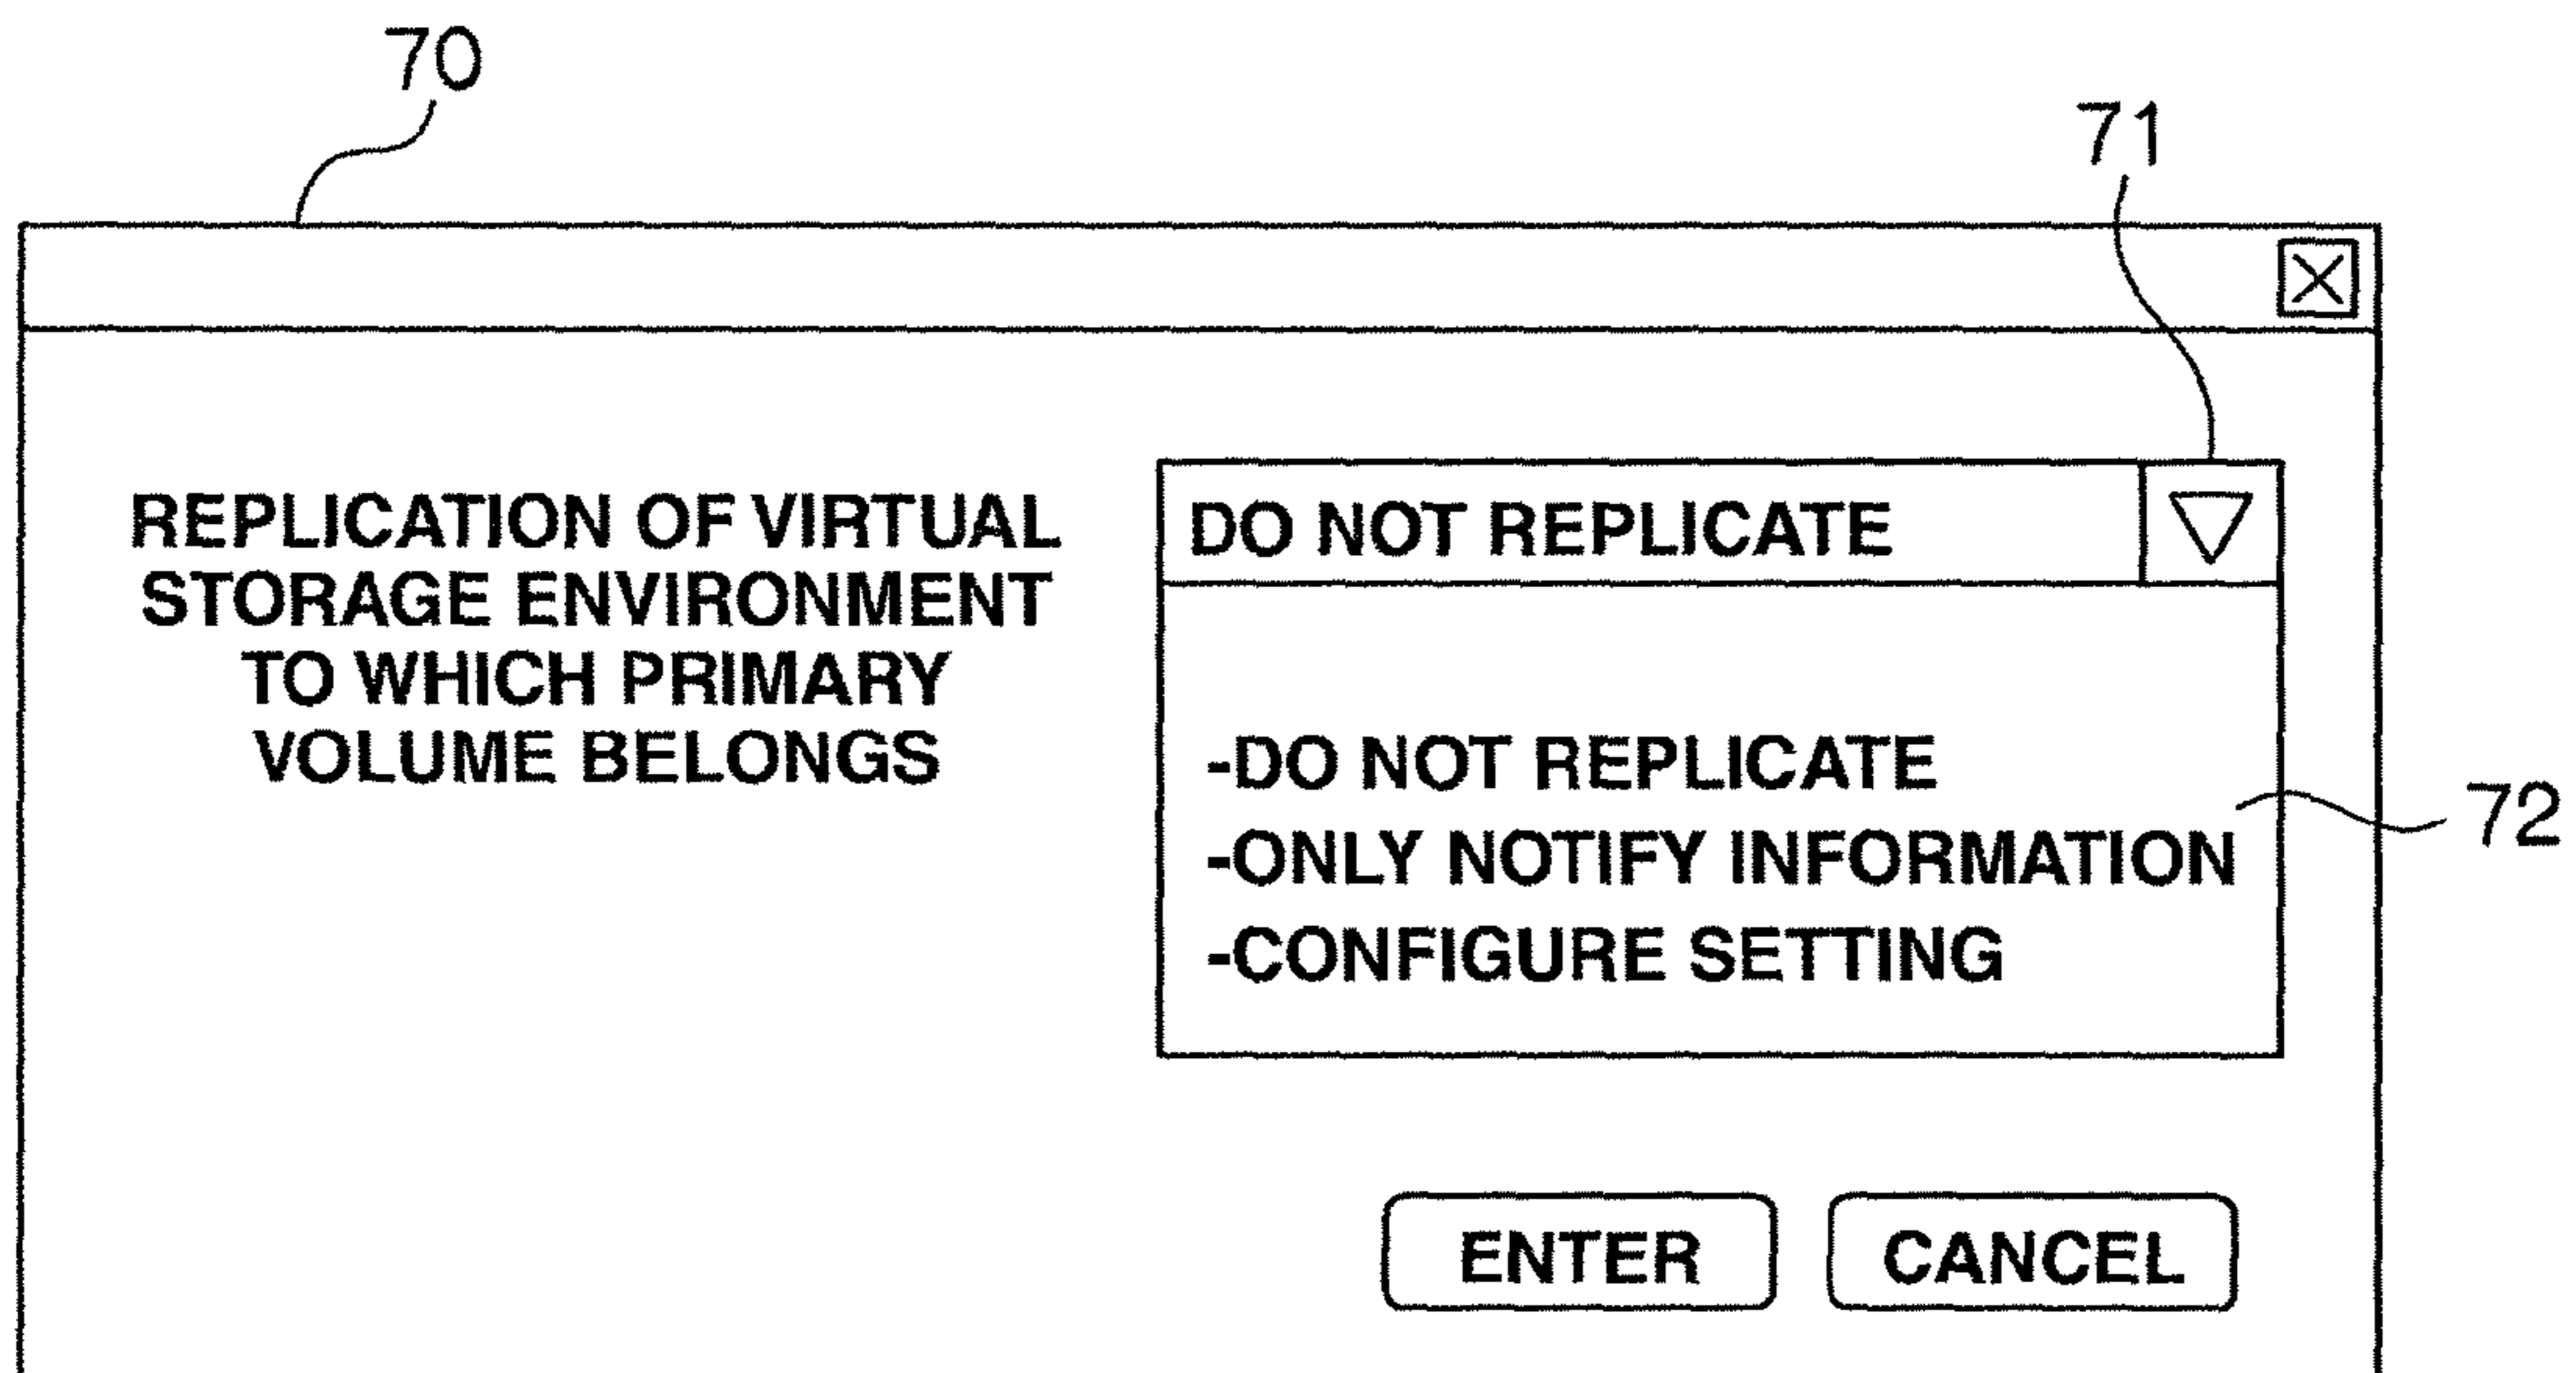 70
71
REPLICATION OF VIRTUAL
STORAGE ENVIRONMENT
TO WHICH PRIMARY
VOLUME BELONGS
DO NOT REPLICATE
-DO NOT REPLICATE
-ONLY NOTIFY INFORMATION
-CONFIGURE SETTING
72
ENTER
CANCEL